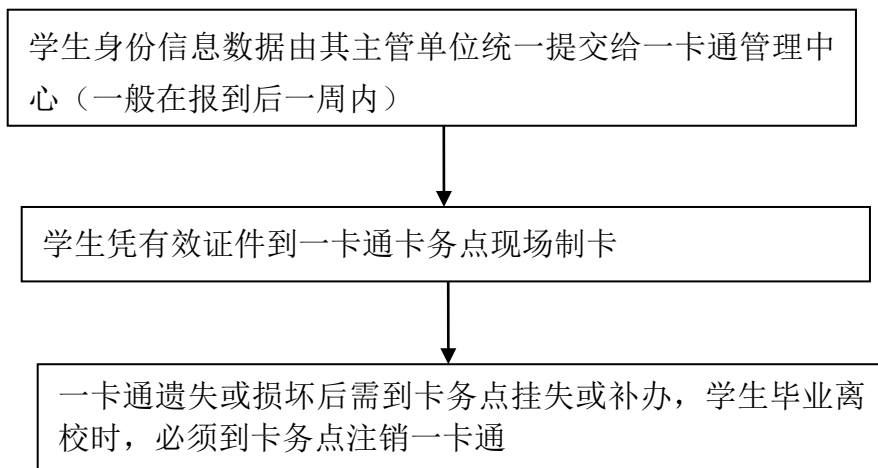 学生身份信息数据由其主管单位统一提交给一卡通管理中
心（一般在报到后一周内）
学生凭有效证件到一卡通卡务点现场制卡
一卡通遗失或损坏后需到卡务点挂失或补办，学生毕业离
校时，必须到卡务点注销一卡通